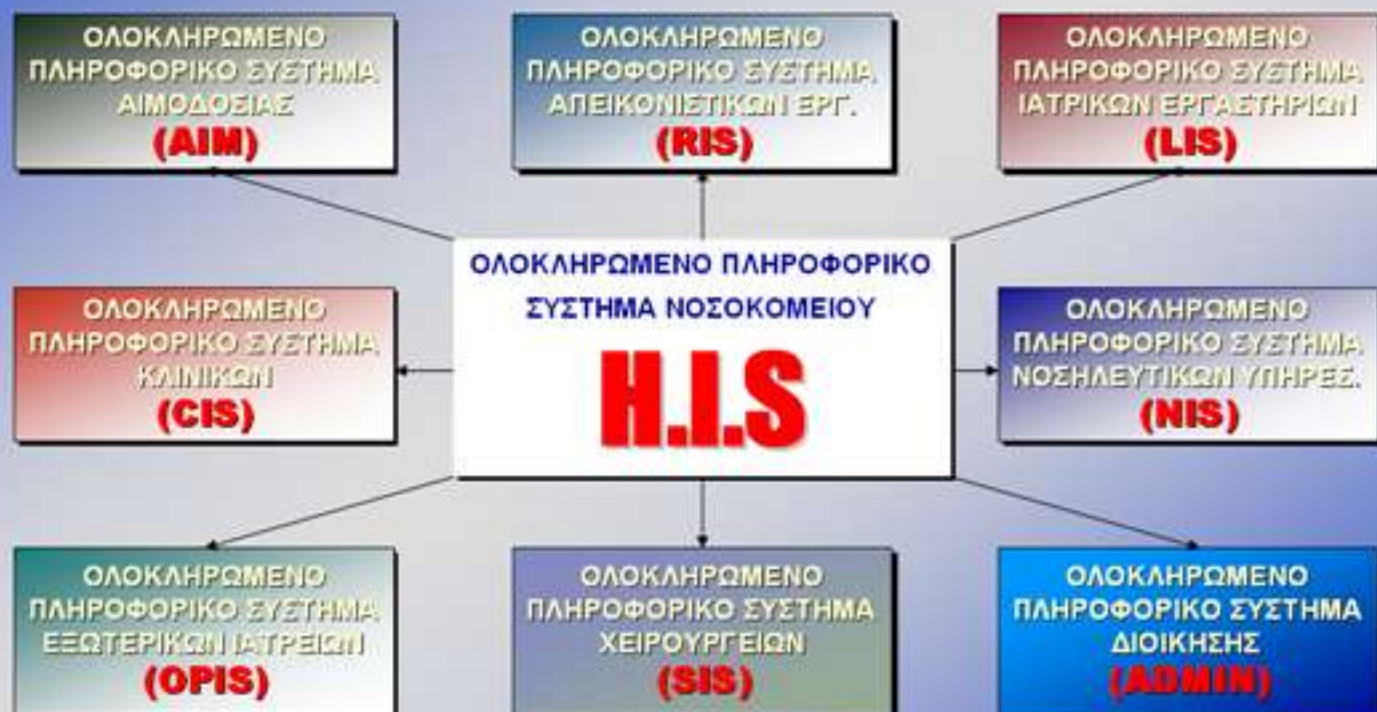 ΟΛΟΚΛΗΡΩΜΕΝΟ
ΠΛΗΡΟΦΟΡΙΚΟ ΣΥΣΤΗΜΑ
ΑΙΜΟΔΟΣΙΑΣ
(AIM)
ΟΛΟΚΛΗΡΩΜΕΝΟ
ΠΛΗΡΟΦΟΡΙΚΟ ΣΥΣΤΗΜΑ
ΑΠΕΙΚΟΝΙΣΤΙΚΩΝ ΕΡΓ.
(RIS)
ΟΛΟΚΛΗΡΩΜΕΝΟ
ΠΛΗΡΟΦΟΡΙΚΟ ΣΥΣΤΗΜΑ
ΙΑΤΡΙΚΩΝ ΕΡΓΑΣΤΗΡΙΩΝ
(LIS)
ΟΛΟΚΛΗΡΩΜΕΝΟ
ΠΛΗΡΟΦΟΡΙΚΟ ΣΥΣΤΗΜΑ
ΚΛΙΝΙΚΩΝ
(CIS)
ΟΛΟΚΛΗΡΩΜΕΝΟ ΠΛΗΡΟΦΟΡΙΚΟ
ΣΥΣΤΗΜΑ ΝΟΣΟΚΟΜΕΙΟΥ
H.I.S
ΟΛΟΚΛΗΡΩΜΕΝΟ
ΠΛΗΡΟΦΟΡΙΚΟ ΣΥΣΤΗΜΑ
ΝΟΣΗΛΕΥΤΙΚΩΝ ΥΠΗΡΕΣ.
(NIS)
ΟΛΟΚΛΗΡΩΜΕΝΟ
ΠΛΗΡΟΦΟΡΙΚΟ ΣΥΣΤΗΜΑ
ΕΞΩΤΕΡΙΚΩΝ ΙΑΤΡΕΙΩΝ
(OPIS)
ΟΛΟΚΛΗΡΩΜΕΝΟ
ΠΛΗΡΟΦΟΡΙΚΟ ΣΥΣΤΗΜΑ
ΧΕΙΡΟΥΡΓΕΙΩΝ
(SIS)
ΟΛΟΚΛΗΡΩΜΕΝΟ
ΠΛΗΡΟΦΟΡΙΚΟ ΣΥΣΤΗΜΑ
ΔΙΟΙΚΗΣΗΣ
(ADMIN)